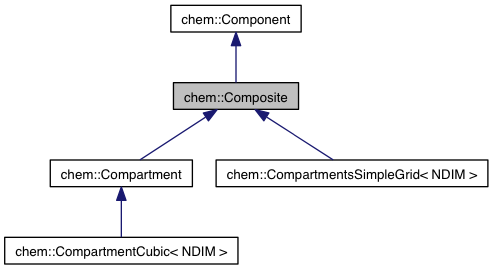 chem::Component
chem::Composite
chem::Compartment
chem::CompartmentsSimpleGrid< NDIM >
chem::CompartmentCubic< NDIM >